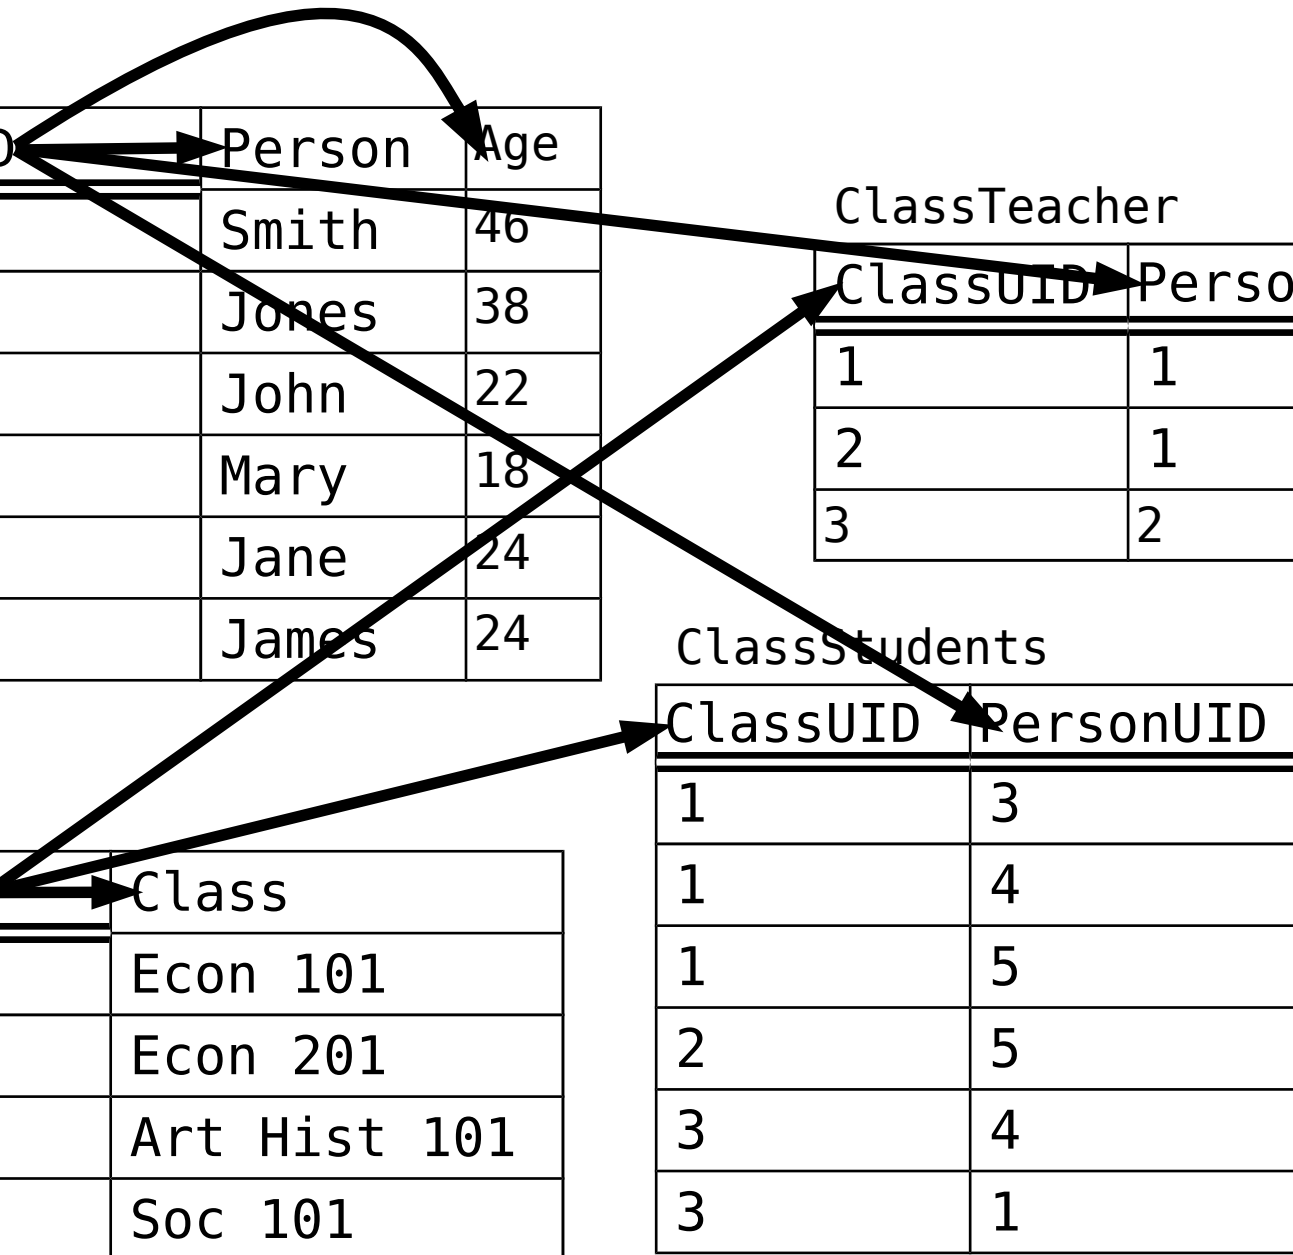 D Person Age
Smith 46
Jones 38
John 22
Mary 18
Jane 24
James 24
ClassTeacher
ClassUID Perso
1 1
2 1
3 2
ClassStudents
ClassUID PersonUID
1 3
1 4
1 5
2 5
3 4
3 1
Class
Econ 101
Econ 201
Art Hist 101
Soc 101